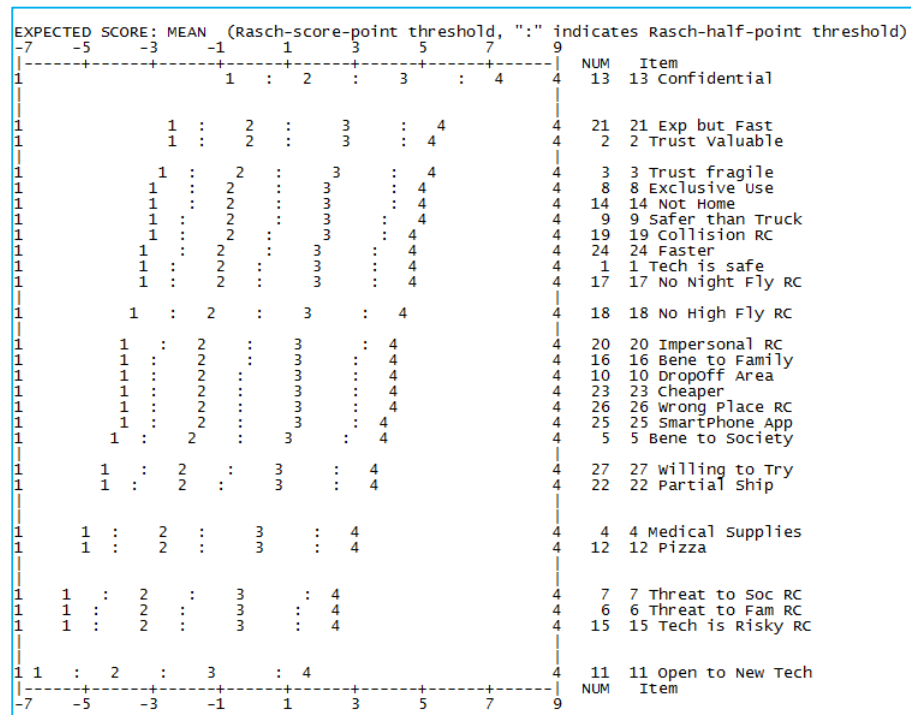 EXPECTED SCORE: MEAN (Rasch-score-point threshold, ":" indicates Rasch-half-point threshold)
-7 -5 -3 -1 1 3 5 7 9
|------+------+------+------+------+------+------+------| NUM Item
1 1 : 2 : 3 : 4 4 13 13 Confidential
| |
| |
1 1 : 2 : 3 : 4 4 21 21 Exp but Fast
1 1 : 2 : 3 : 4 4 2 2 Trust Valuable
| |
1 1 : 2 : 3 : 4 4 3 3 Trust fragile
1 1 : 2 : 3 : 4 4 8 8 Exclusive Use
1 1 : 2 : 3 : 4 4 14 14 Not Home
1 1 : 2 : 3 : 4 4 9 9 Safer than Truck
1 1 : 2 : 3 : 4 4 19 19 Collision RC
1 1 : 2 : 3 : 4 4 24 24 Faster
1 1 : 2 : 3 : 4 4 1 1 Tech is safe
1 1 : 2 : 3 : 4 4 17 17 No Night Fly RC
| |
1 1 : 2 : 3 : 4 4 18 18 No High Fly RC
| |
1 1 : 2 : 3 : 4 4 20 20 Impersonal RC
1 1 : 2 : 3 : 4 4 16 16 Bene to Family
1 1 : 2 : 3 : 4 4 10 10 DropOff Area
1 1 : 2 : 3 : 4 4 23 23 Cheaper
1 1 : 2 : 3 : 4 4 26 26 Wrong Place RC
1 1 : 2 : 3 : 4 4 25 25 SmartPhone App
1 1 : 2 : 3 : 4 4 5 5 Bene to Society
| |
1 1 : 2 : 3 : 4 4 27 27 Willing to Try
1 1 : 2 : 3 : 4 4 22 22 Partial Ship
| |
| |
1 1 : 2 : 3 : 4 4 4 4 Medical Supplies
1 1 : 2 : 3 : 4 4 12 12 Pizza
| |
| |
1 1 : 2 : 3 : 4 4 7 7 Threat to Soc RC
1 1 : 2 : 3 : 4 4 6 6 Threat to Fam RC
1 1 : 2 : 3 : 4 4 15 15 Tech is Risky RC
| |
| |
1 1 : 2 : 3 : 4 4 11 11 Open to New Tech
|------+------+------+------+------+------+------+------| NUM Item
-7 -5 -3 -1 1 3 5 7 9